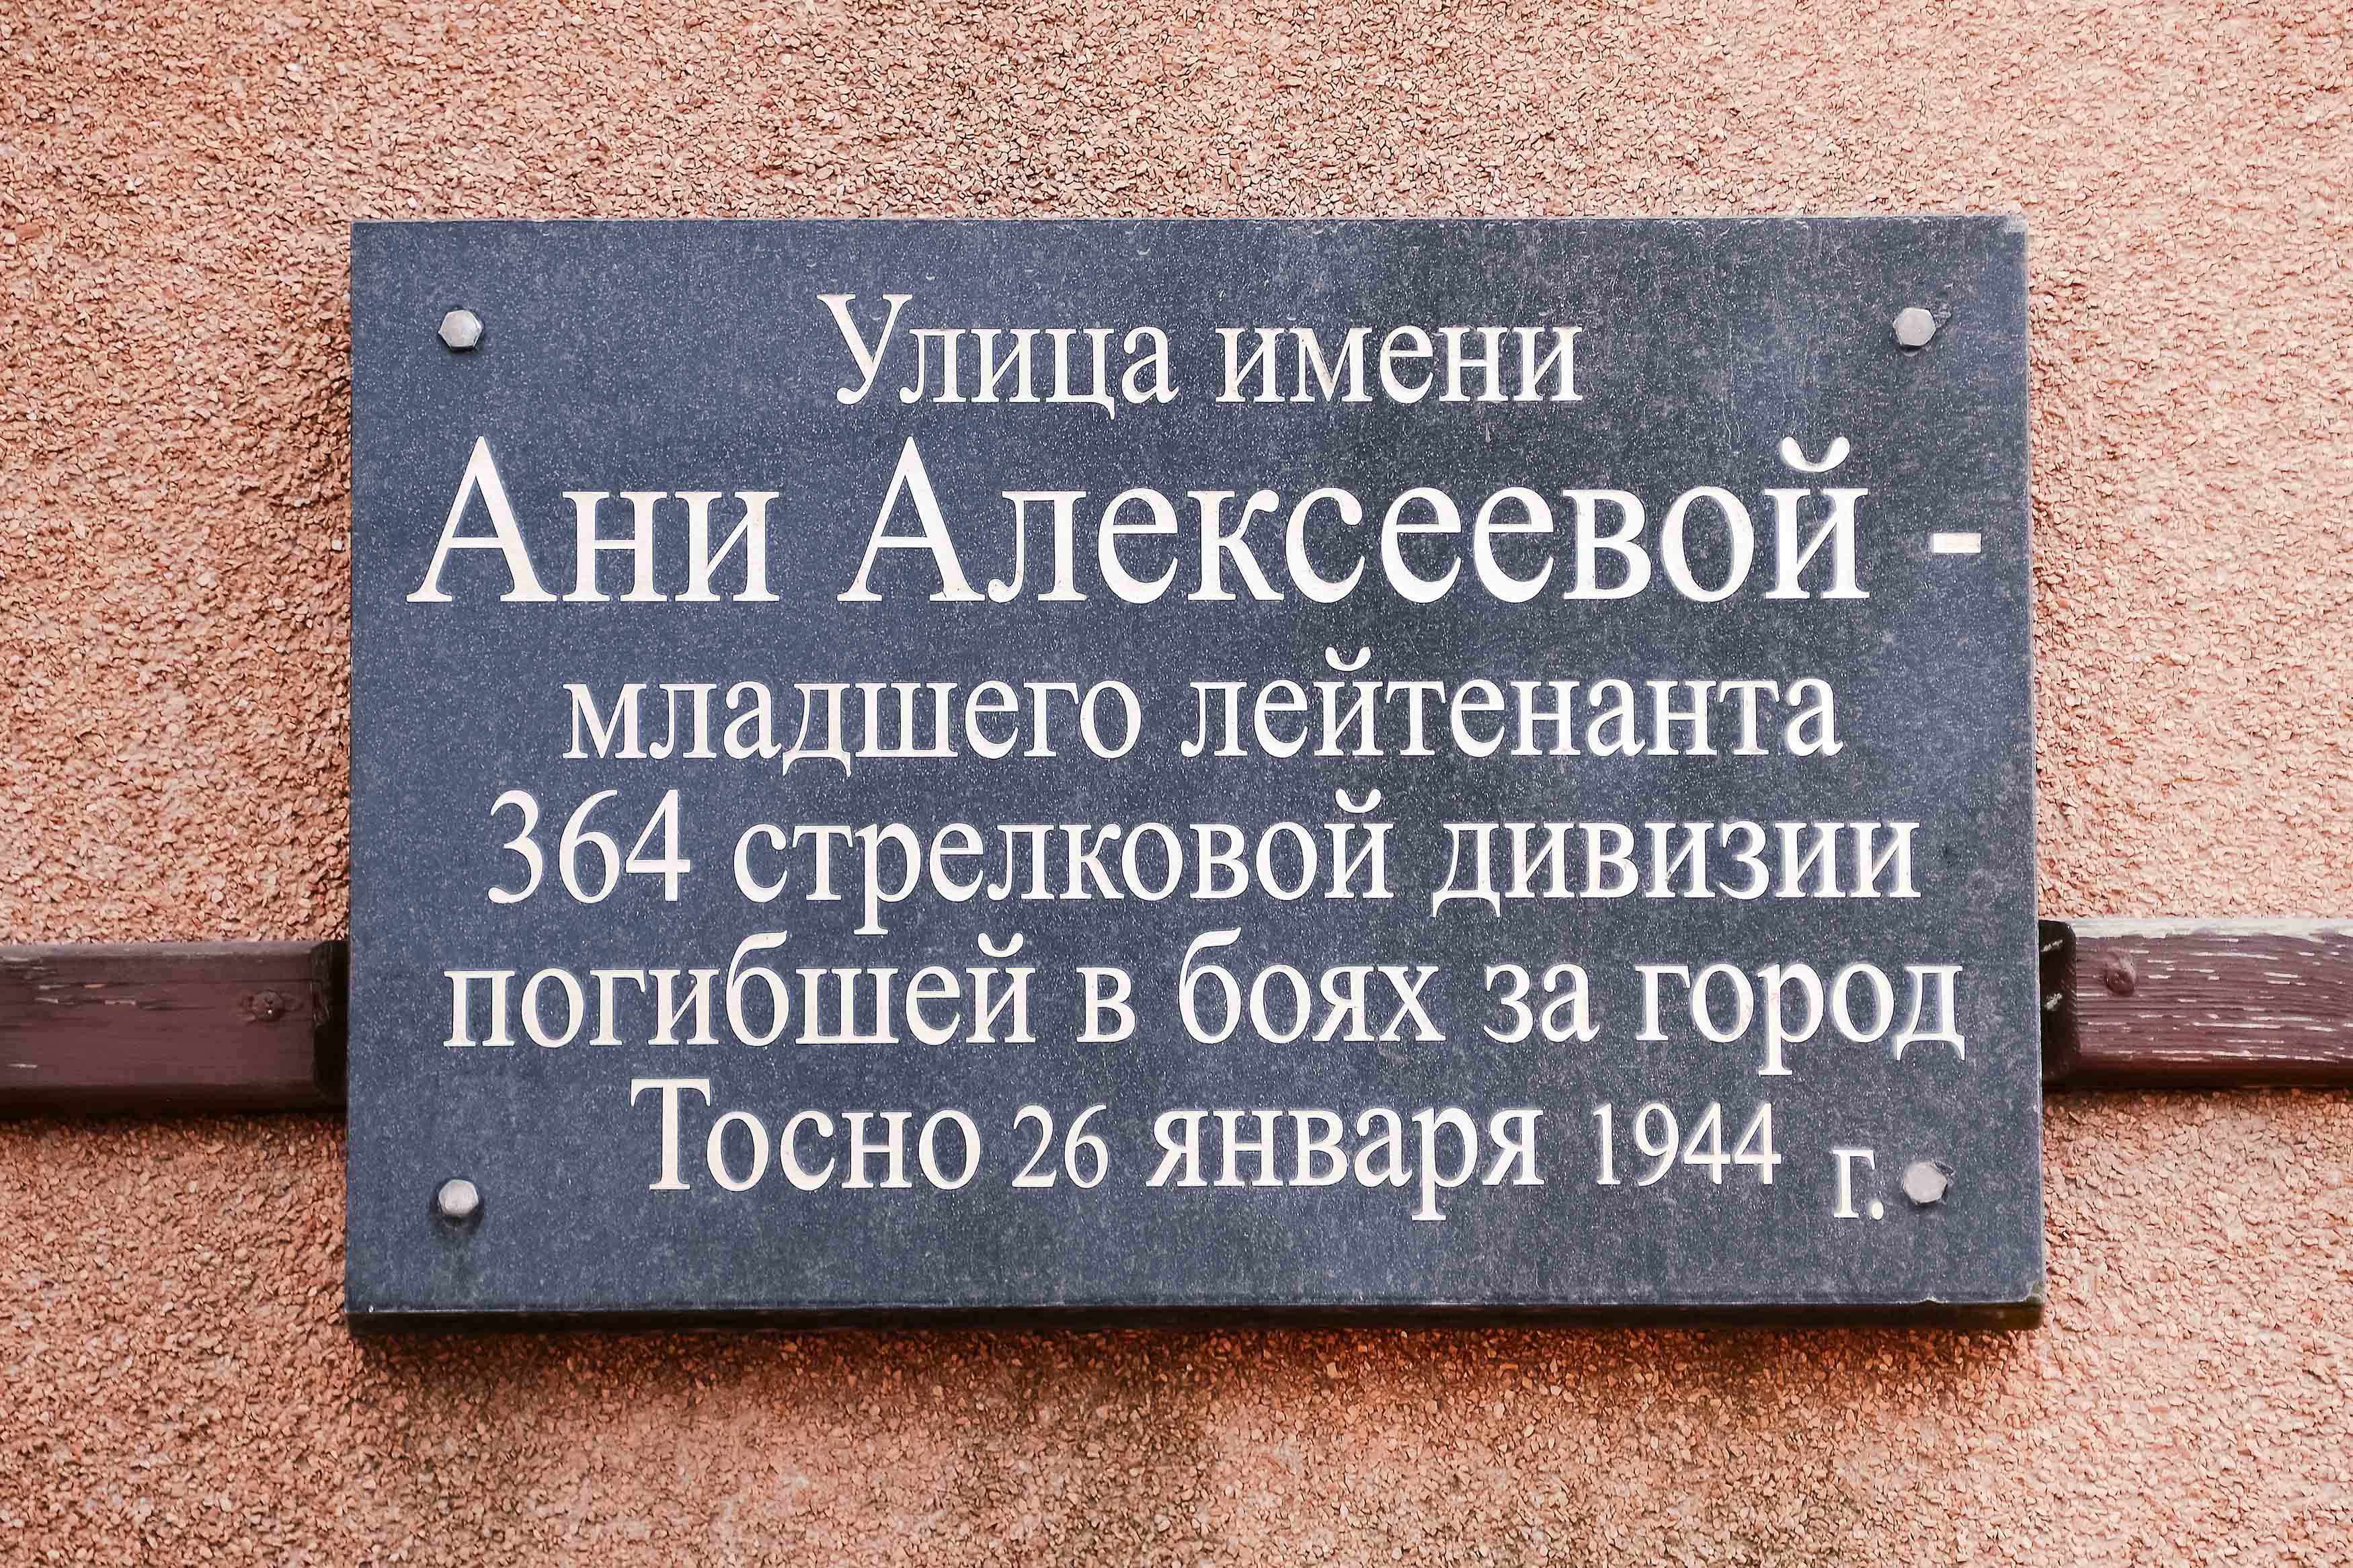 Улица имени
Ани Алексеевой -
младшего лейтенанта
364 стрелковой дивизии
погибшей в боях за город
Тосно 26 января 1944 г.